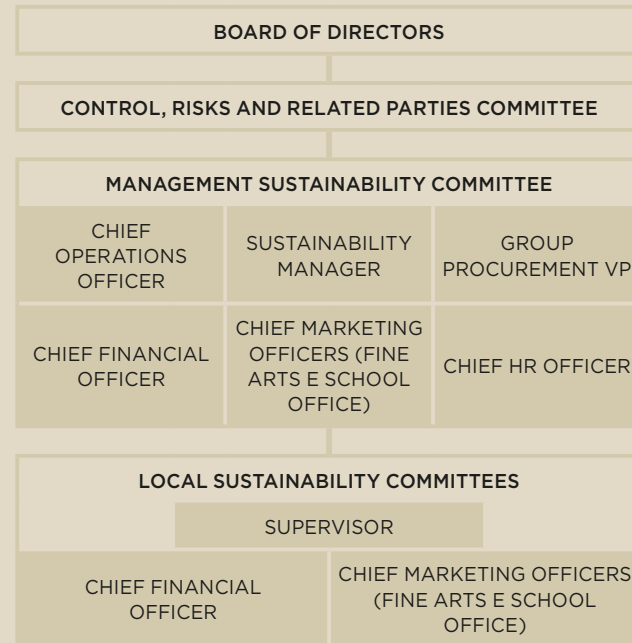 BOARD OF DIRECTORS
CONTROL, RISKS AND RELATED PARTIES COMMITTEE
MANAGEMENT SUSTAINABILITY COMMITTEE
CHIEF
OPERATIONS
OFFICER
SUSTAINABILITY
MANAGER
GROUP
PROCUREMENT VP
CHIEF FINANCIAL
OFFICER
CHIEF MARKETING
OFFICERS (FINE
ARTS E SCHOOL
OFFICE)
CHIEF HR OFFICER
LOCAL SUSTAINABILITY COMMITTEES
SUPERVISOR
CHIEF FINANCIAL
OFFICER
CHIEF MARKETING OFFICERS
(FINE ARTS E SCHOOL
OFFICE)